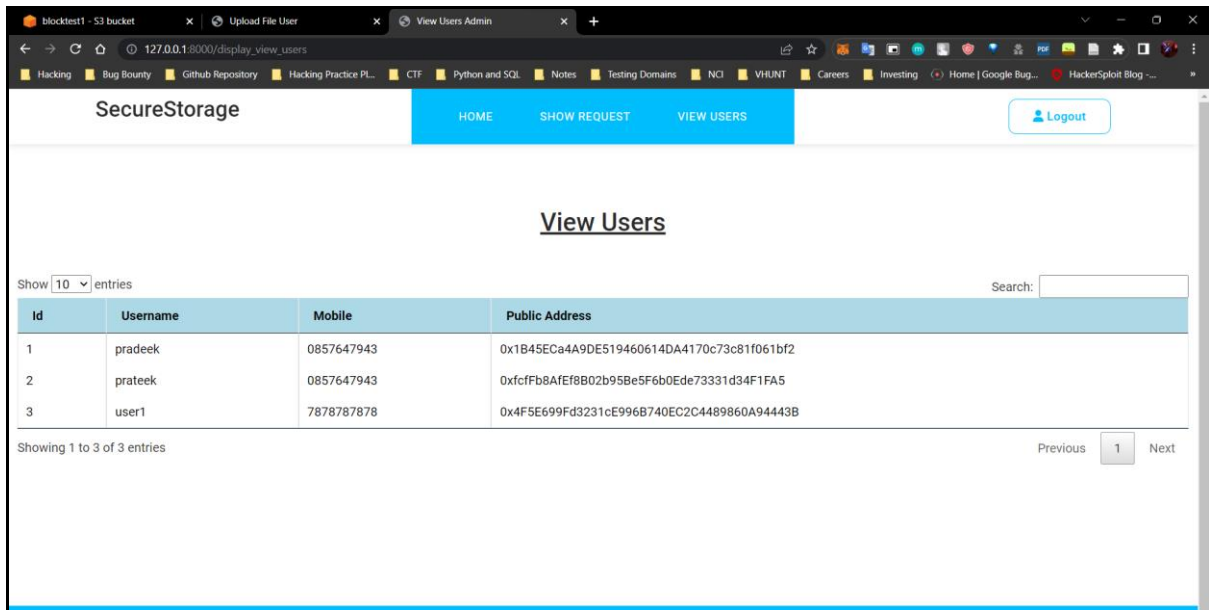 blocktest1 - S3 bucket Upload File User View Users Admin
127.0.0.1:8000/display_view_users
Hacking Bug Bounty Github Repository Hacking Practice PL... CTF Python and SQL Notes Testing Domains NCI VHUNT Careers Investing Home | Google Bug... HackerSploit Blog -...
SecureStorage HOME SHOW REQUEST VIEW USERS Logout
View Users
Show 10 entries Search:
Id Username Mobile Public Address
1 pradeek 0857647943 0x1B45ECa4A9DE519460614DA4170c73c81f061bf2
2 prateek 0857647943 0xfcfFb8AfEf8B02b95Be5F6b0Ede73331d34F1FA5
3 user1 7878787878 0x4F5E699Fd3231cE996B740EC2C4489860A94443B
Showing 1 to 3 of 3 entries Previous 1 Next